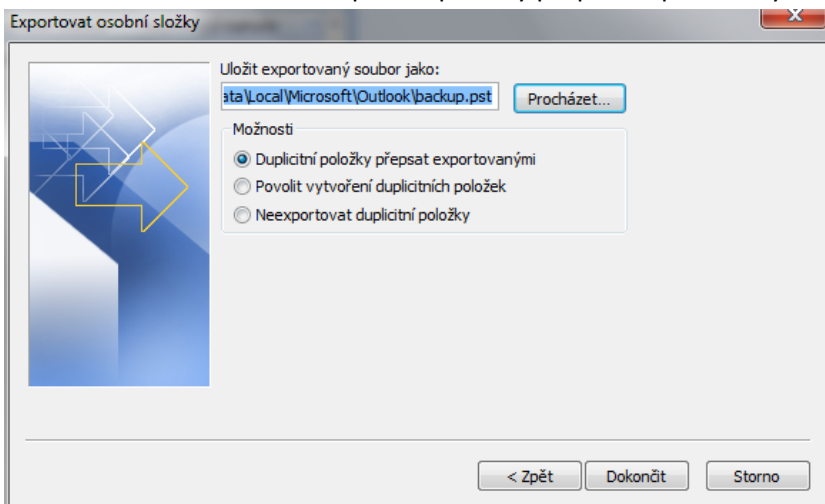 Exportovat osobní složky
Uložit exportovaný soubor jako:
ata\Local\Microsoft\Outlook\backup.pst
Procházet...
Možnosti
Duplicitní položky přepsat exportovanými
Povolit vytvoření duplicitních položek
Neexportovat duplicitní položky
< Zpět
Dokončit
Storno